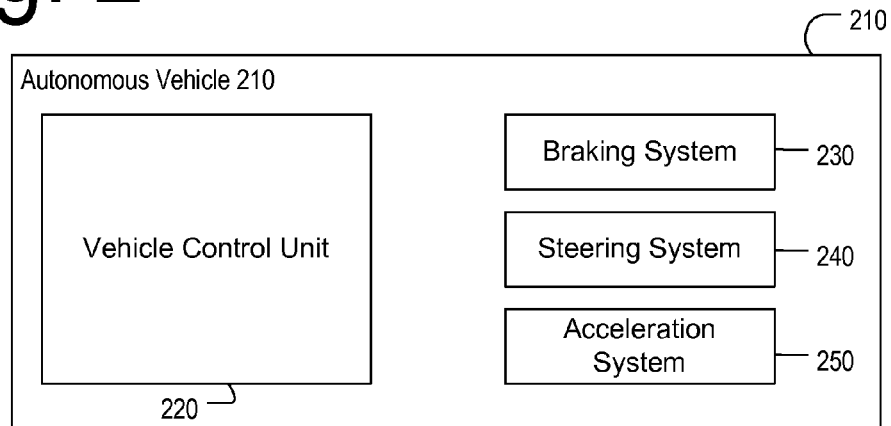 210
Autonomous Vehicle 210
Braking System
230
Vehicle Control Unit
Steering System
240
Acceleration
System
250
220